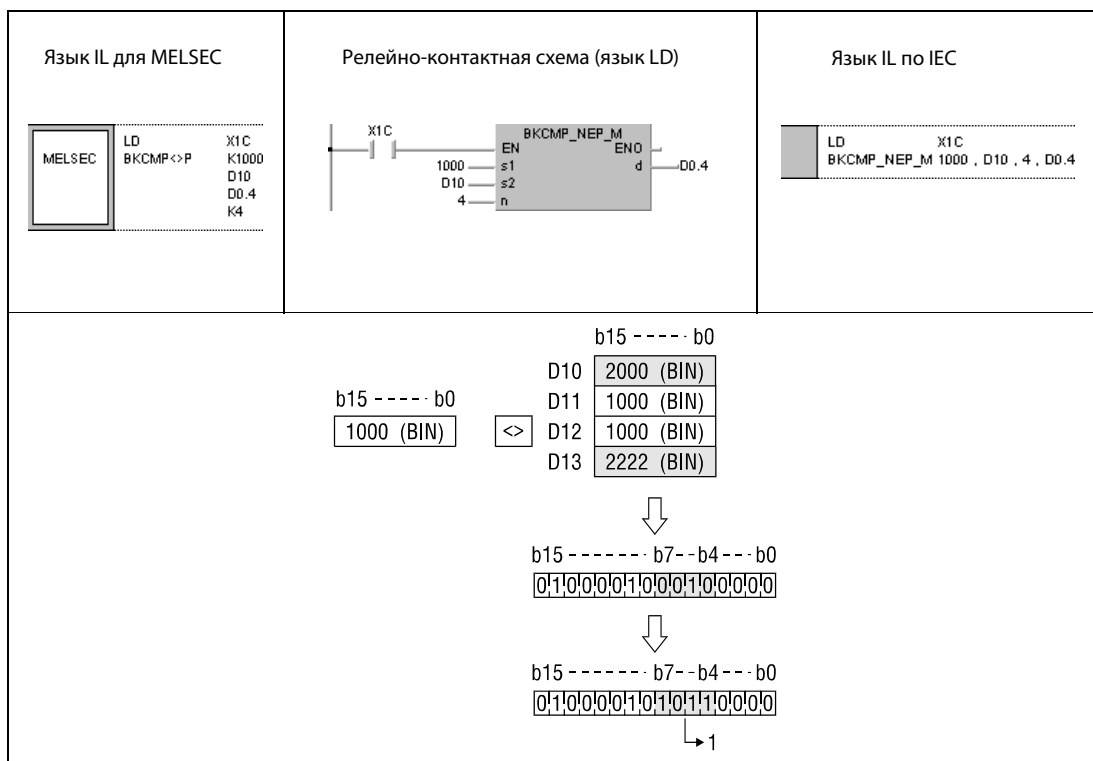 Язык IL для MELSEC
MELSEC
LD X1C
BKCMP<>P K1000
D10
D0.4
K4
Релейно-контактная схема (язык LD)
X1C
BKCMP_NEP_M
EN ENO
1000 s1 d D0.4
D10 s2
4 n
Язык IL по IEC
LD X1C
BKCMP_NEP_M 1000 , D10 , 4 , D0.4
b15 ----- b0
D10 2000 (BIN)
b15 ----- b0
D11 1000 (BIN)
1000 (BIN) <> D12 1000 (BIN)
D13 2222 (BIN)
b15 ------- b7--b4---b0
0 1 0 0 0 0 1 0 0 0 1 0 0 0 0 0
b15 ------- b7--b4---b0
0 1 0 0 0 0 1 0 1 0 1 1 0 0 0 0
1